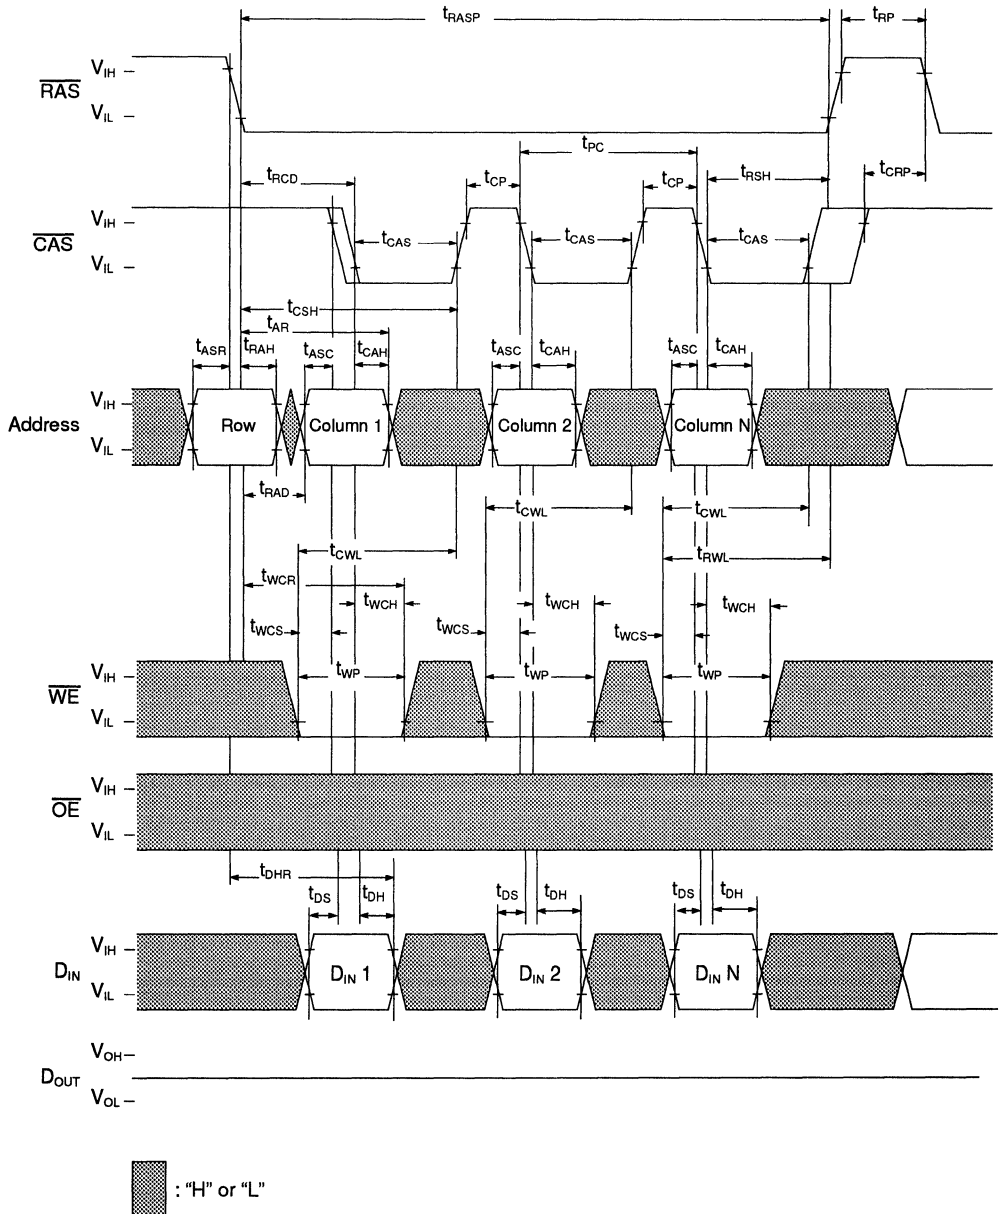 tRASP tRP
RAS VIH
VIL
tPC
tRCD tCP tCP tRSH tCRP
CAS VIH
VIL
tCAS tCAS tCAS
tCSH
tAR
tASR tRAH tASC tCAH tASC tCAH tASC tCAH
Address VIH
VIL
Row Column 1 Column 2 Column N
tRAD
tCWL tCWL
tCWL tRWL
tWCR
tWCH tWCH tWCH
tWCS tWCS tWCS
WE VIH
VIL
tWP tWP tWP
OE VIH
VIL
tDHR
tDS tDH tDS tDH tDS tDH
DIN VIH
VIL
DIN 1 DIN 2 DIN N
DOUT VOH
VOL
: “H” or “L”